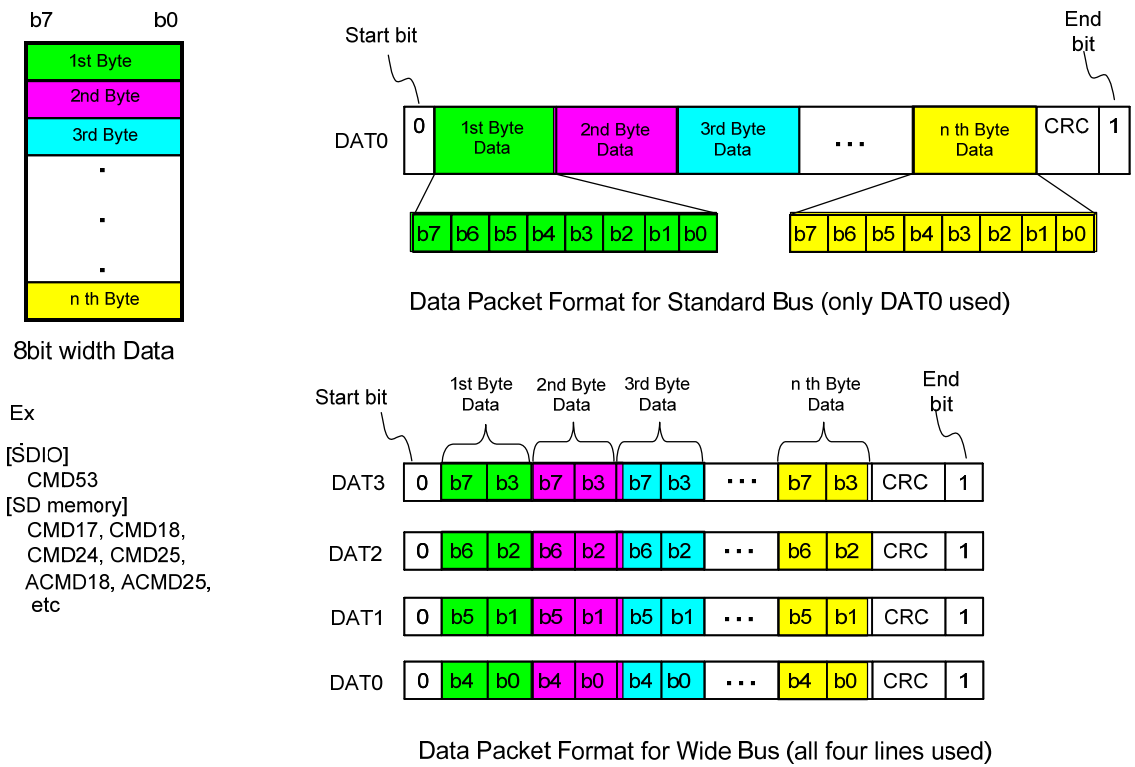 b7 b0
1st Byte
2nd Byte
3rd Byte
.
.
.
n th Byte
8bit width Data
Ex
[SDIO]
CMD53
[SD memory]
CMD17, CMD18,
CMD24, CMD25,
ACMD18, ACMD25,
etc
Start bit
End
bit
DAT0 0 1st Byte Data 2nd Byte Data 3rd Byte Data ... n th Byte Data CRC 1
b7 b6 b5 b4 b3 b2 b1 b0
b7 b6 b5 b4 b3 b2 b1 b0
Data Packet Format for Standard Bus (only DAT0 used)
Start bit
1st Byte
Data
2nd Byte
Data
3rd Byte
Data
n th Byte
Data
End
bit
DAT3 0 b7 b3 b7 b3 b7 b3 ... b7 b3 CRC 1
DAT2 0 b6 b2 b6 b2 b6 b2 ... b6 b2 CRC 1
DAT1 0 b5 b1 b5 b1 b5 b1 ... b5 b1 CRC 1
DAT0 0 b4 b0 b4 b0 b4 b0 ... b4 b0 CRC 1
Data Packet Format for Wide Bus (all four lines used)